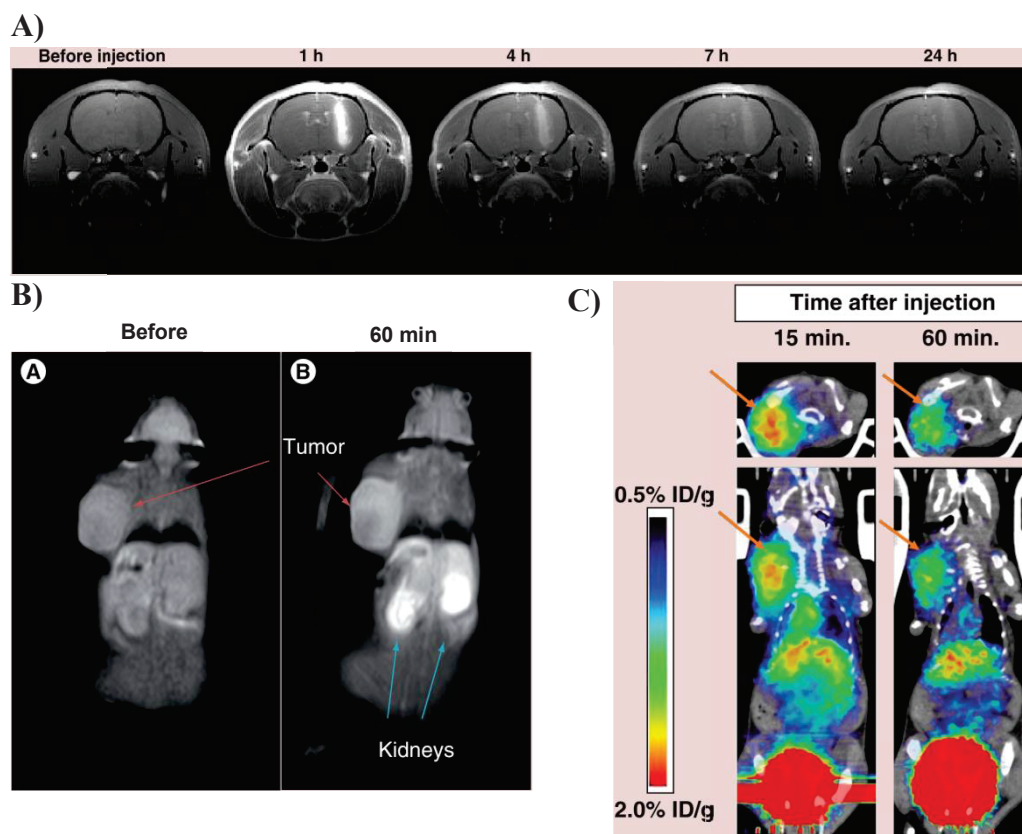 A)
Before injection 1 h 4 h 7 h 24 h
B)
Before 60 min
A B
Tumor
Kidneys
C)
Time after injection
15 min. 60 min.
0.5% ID/g
2.0% ID/g